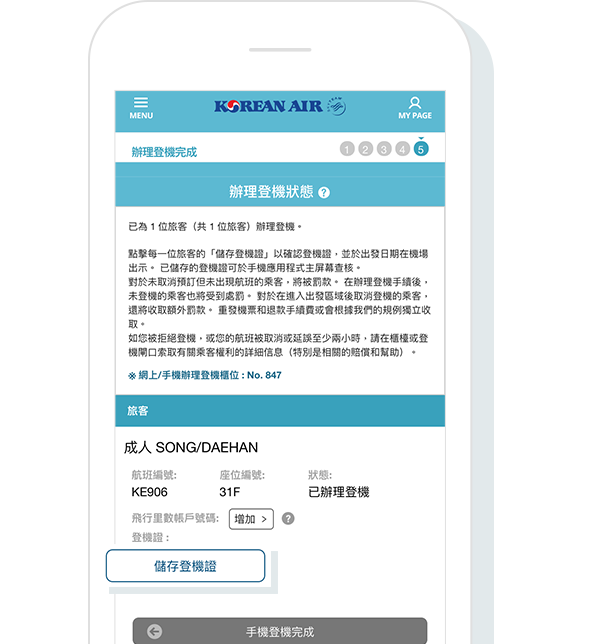 MENU
KOREAN AIR
MY PAGE
辦理登機完成
1 2 3 4 5
辦理登機狀態 ?
已為 1 位旅客（共 1 位旅客）辦理登機。
點擊每一位旅客的「儲存登機證」以確認登機證，並於出發日期在機場
出示。 已儲存的登機證可於手機應用程式主屏幕查核。
對於未取消預訂但未出現航班的乘客，將被罰款。 在辦理登機手續後，
未登機的乘客也將受到處罰。 對於在進入出發區域後取消登機的乘客，
還將收取額外罰款。 重發機票和退款手續費或會根據我們的規例獨立收
取。
如您被拒絕登機，或您的航班被取消或延誤至少兩小時，請在櫃檯或登
機閘口索取有關乘客權利的詳細信息（特別是相關的賠償和幫助）。
※ 網上/手機辦理登機櫃位 : No. 847
旅客
成人 SONG/DAEHAN
航班編號: 座位編號: 狀態:
KE906 31F 已辦理登機
飛行里數帳戶號碼: 增加 > ?
登機證 :
儲存登機證
手機登機完成